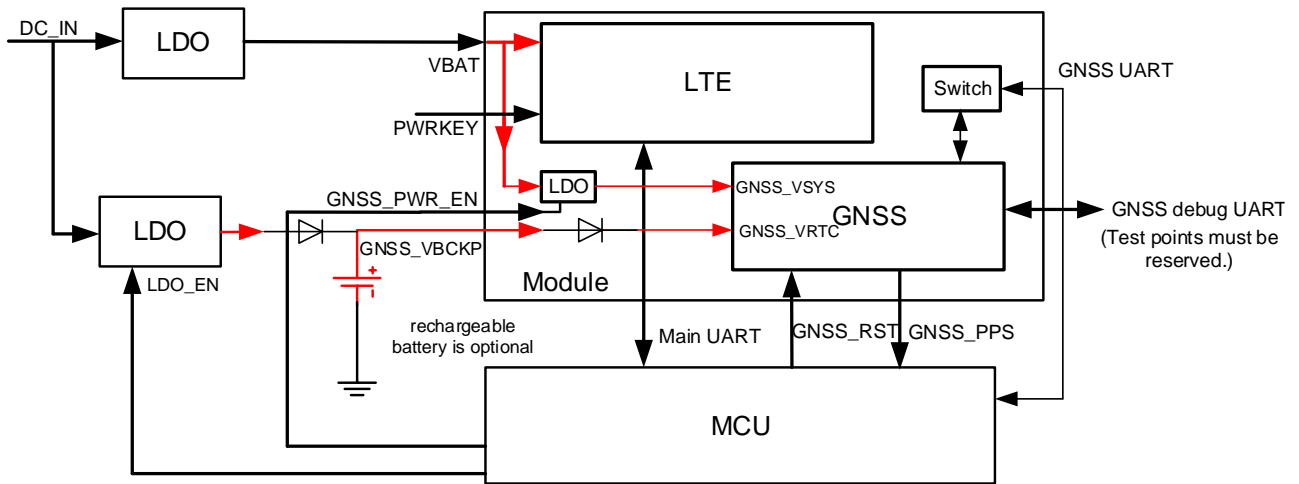 DC_IN
LDO
VBAT
LTE
GNSS UART
Switch
PWRKEY
LDO
GNSS_PWR_EN
GNSS_VSYS
GNSS
LDO
GNSS_VRTC
GNSS debug UART
(Test points must be
reserved.)
GNSS_VBCKP
LDO_EN
Module
+
rechargeable
battery is optional
Main UART
GNSS_RST
GNSS_PPS
MCU